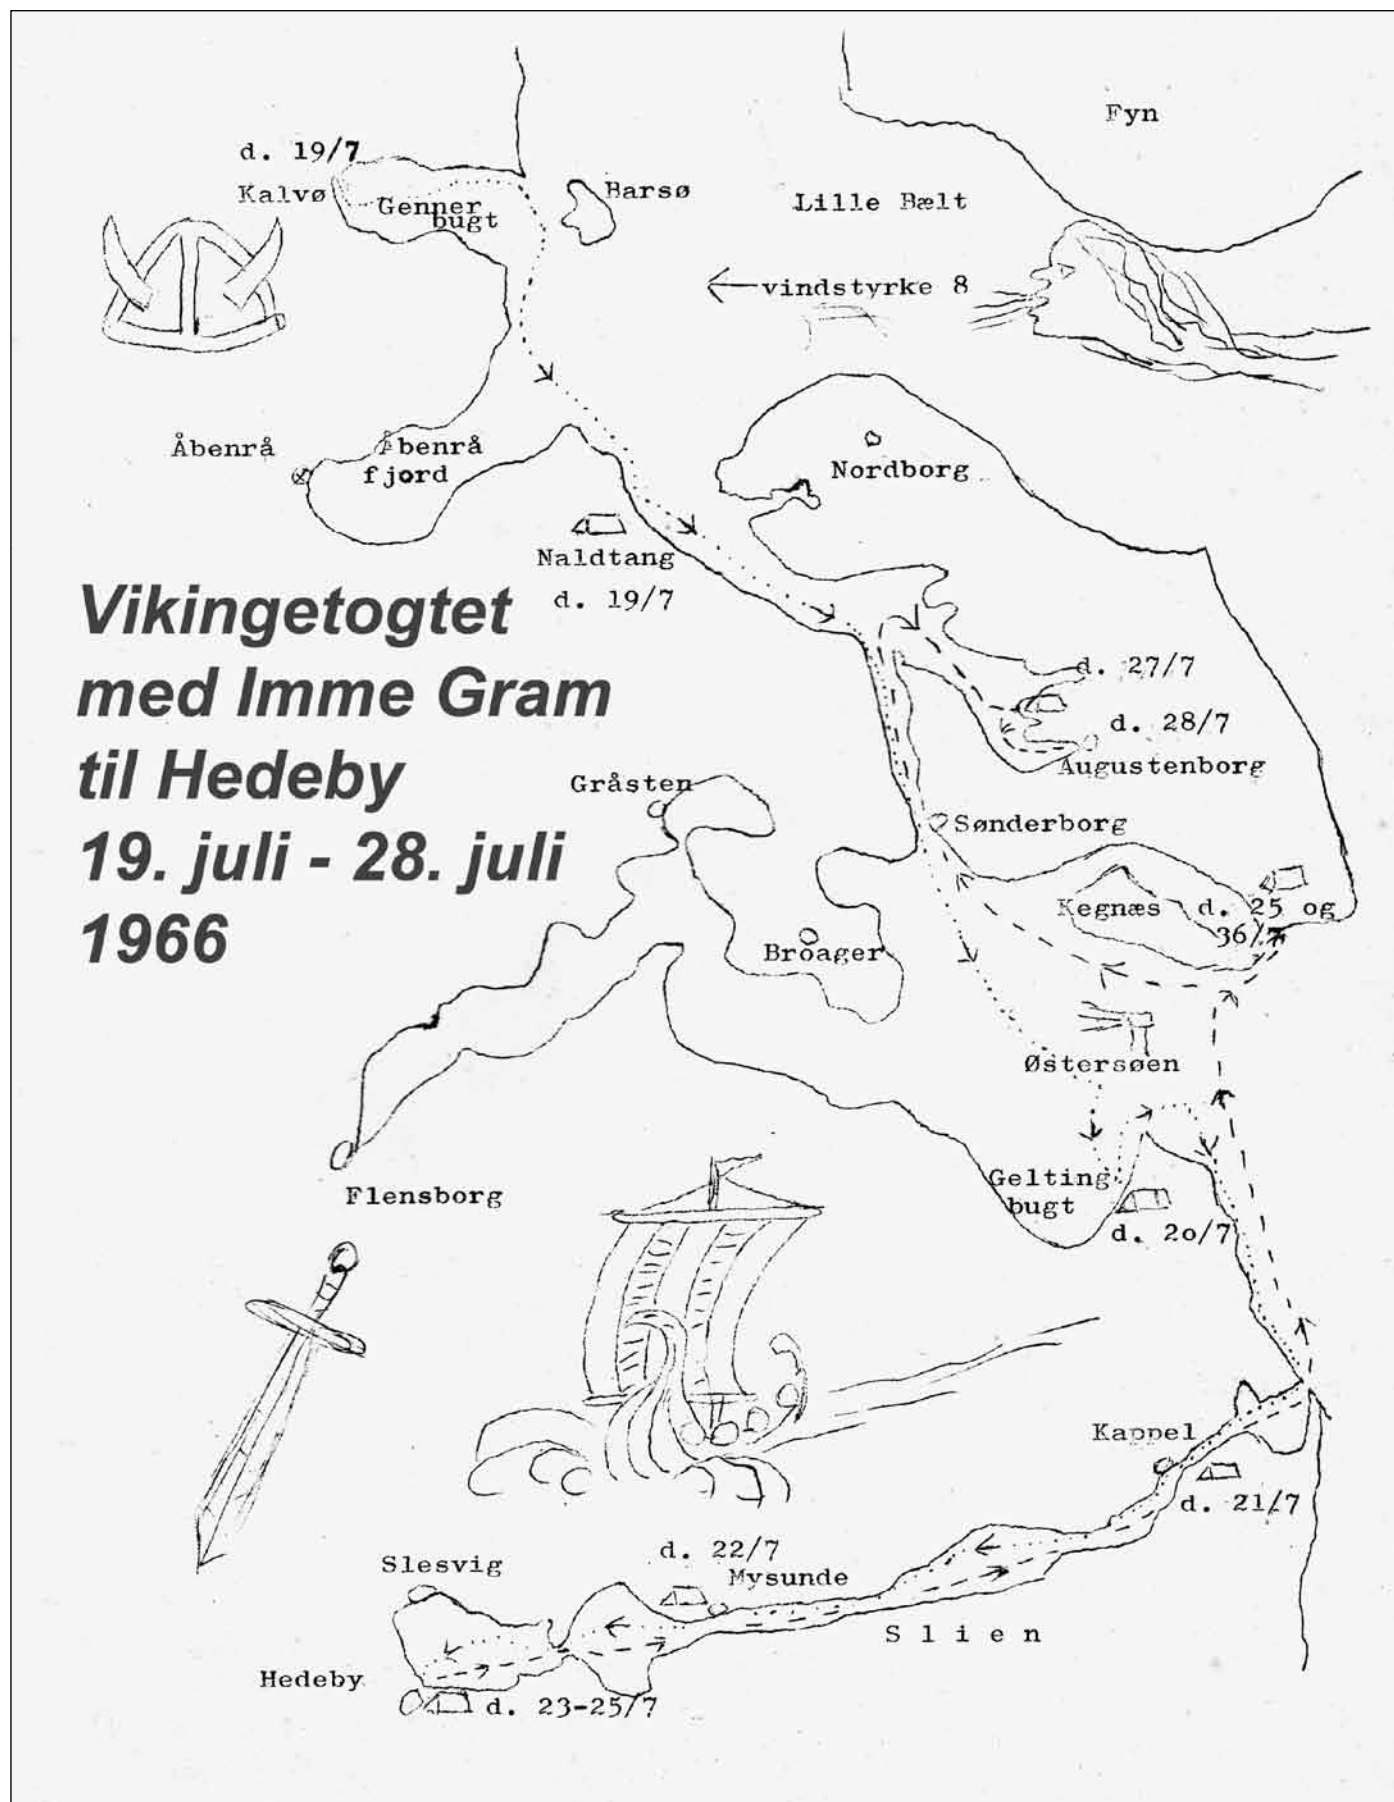 Fyn
d. 19/7
Kalvø
Genner
bugt
Barsø
Lille Bælt
vindstyrke 8
Åbenrå
Åbenrå
fjord
Nordborg
Naldtang
d. 19/7
Vikingetogtet
med Imme Gram
til Hedeby
19. juli - 28. juli
1966
d. 27/7
d. 28/7
Augustenborg
Gråsten
Sønderborg
Kegnæs d. 25 og
36/7
Broager
Østersøen
Gelting
bugt
d. 2o/7
Flensborg
Kappel
d. 21/7
d. 22/7
Mysunde
Slesvig
Slien
Hedeby
d. 23-25/7